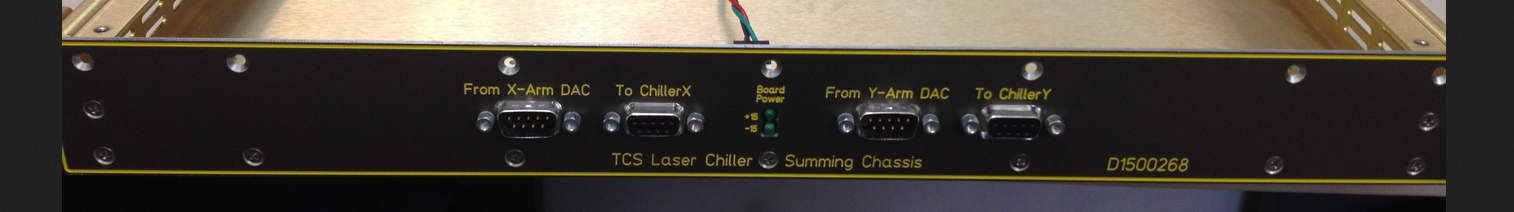 From X-Arm DAC
To ChillerX
Board
Power
+15
-15
From Y-Arm DAC
To ChillerY
TCS Laser Chiller Summing Chassis
D1500268